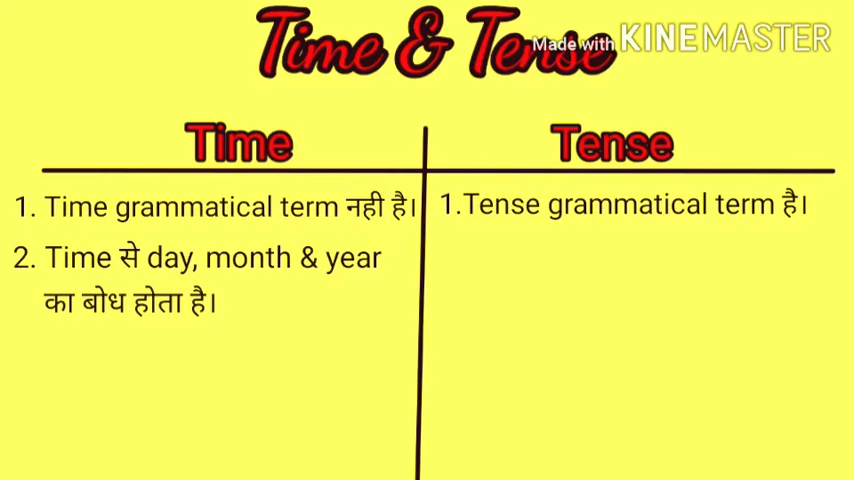 Time & Tense
Made with KINEMASTER
Time
Tense
1. Time grammatical term नही है।
2. Time से day, month & year
का बोध होता है।
1.Tense grammatical term है।